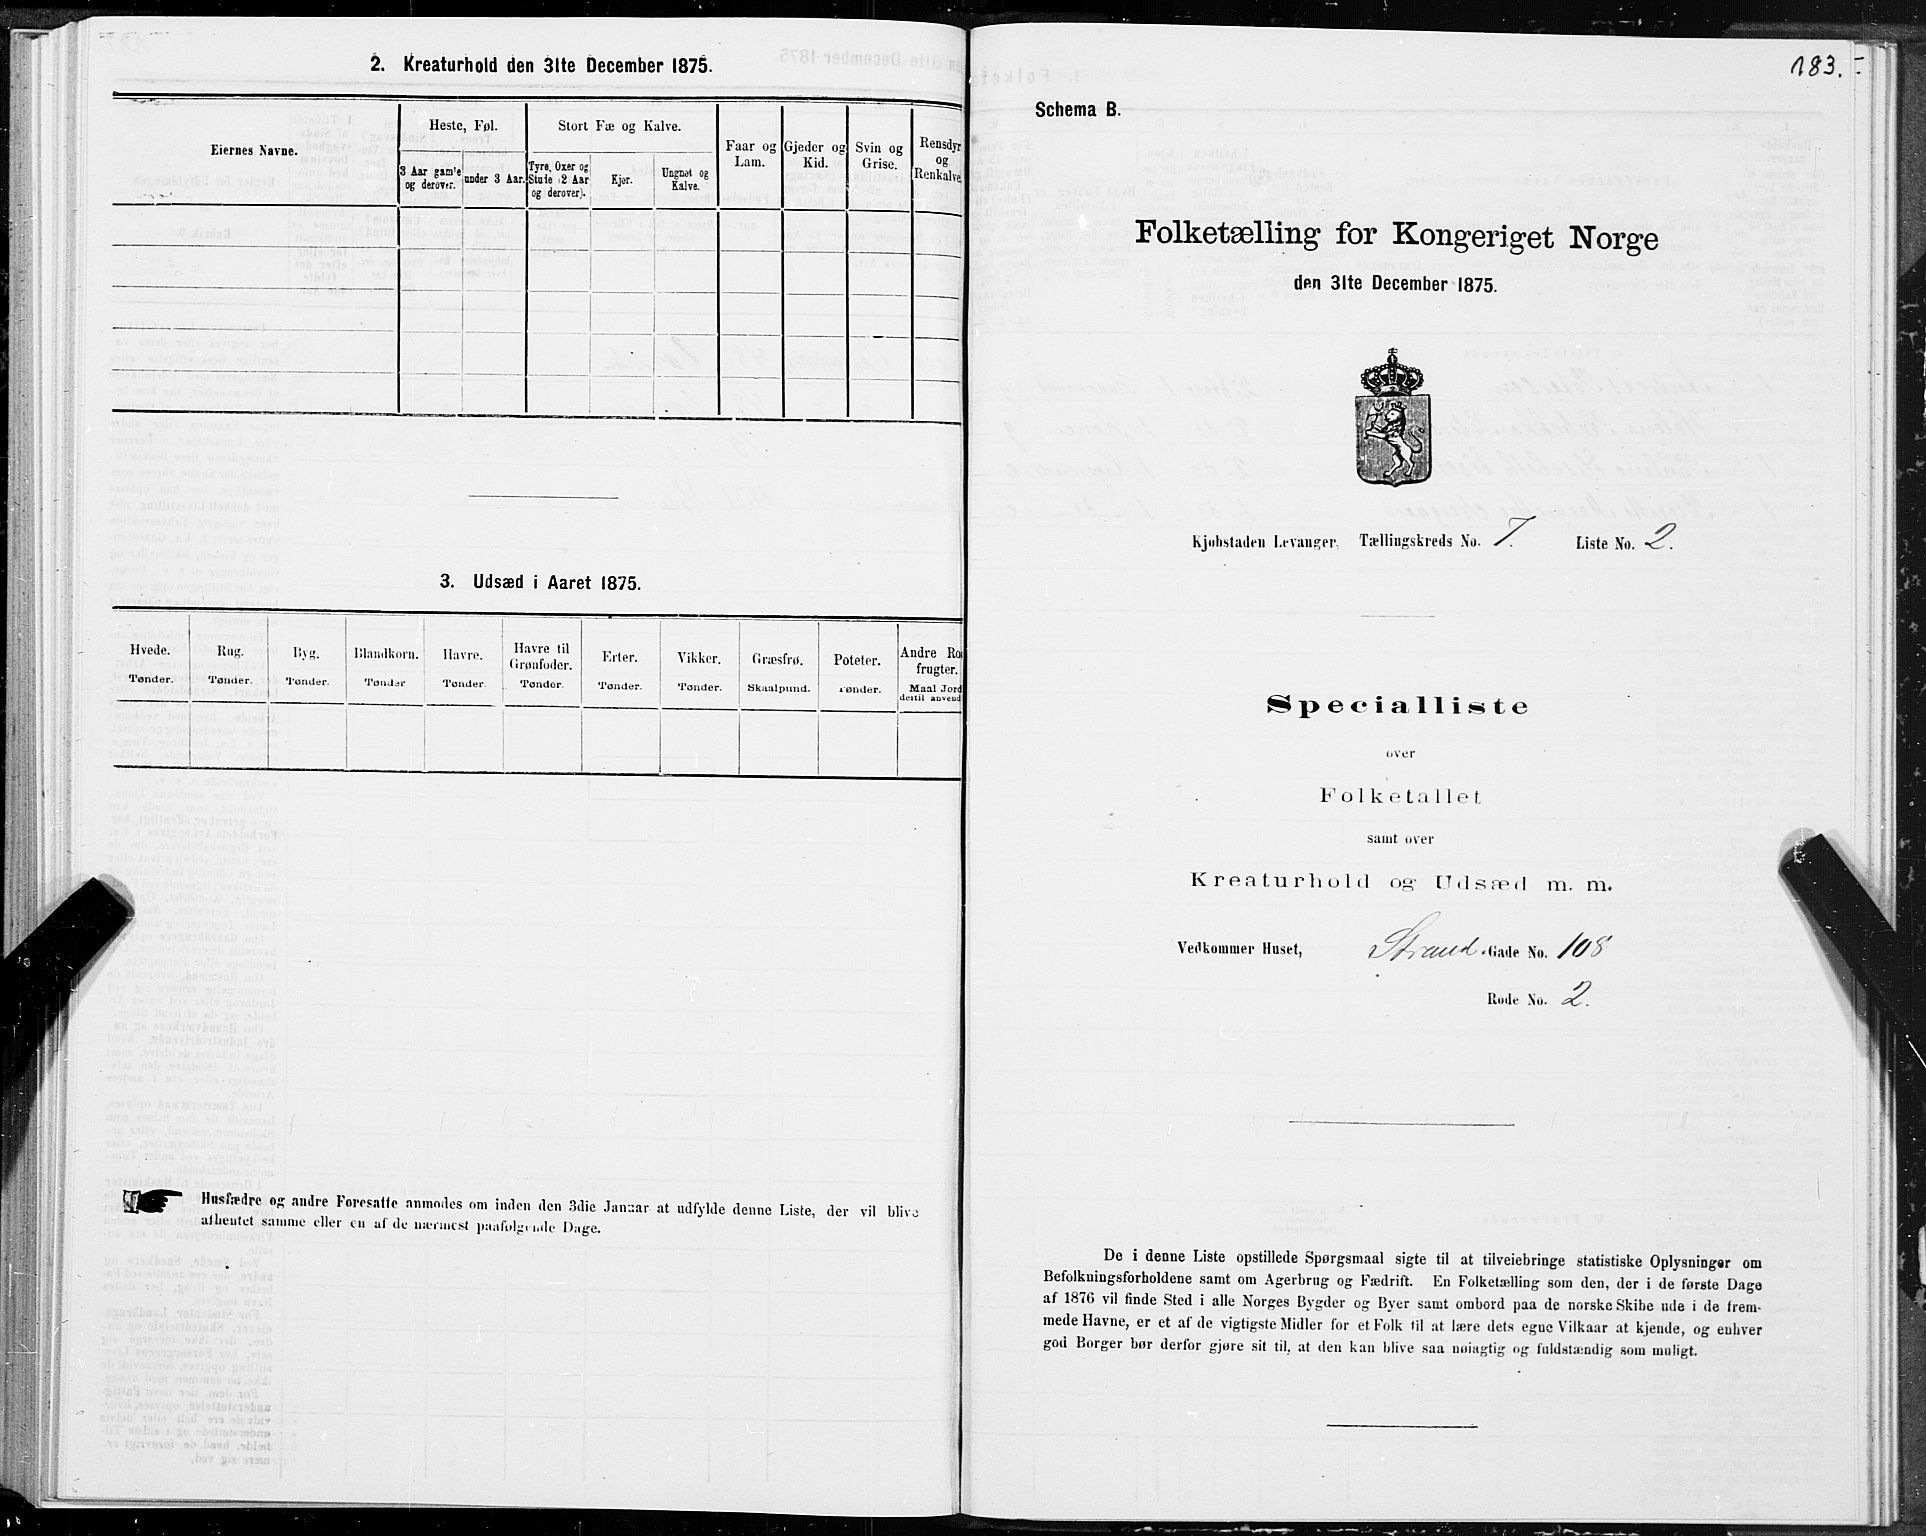 2. Kreaturhold den 31te December 1875.
Eiernes Navne.
Heste, Føl.
Stort Fæ og Kalve.
Faar og Lam.
Gjeder og Kid.
Svin og Grise.
Rensdyr og Renkalve.
3 Aar gamle og derover.
under 3 Aar.
Tyre, Oxer og Stude (2 Aar og derover).
Kjør.
Ungnøt og Kalve.
3. Udsæd i Aaret 1875.
Hvede. Rug. Byg. Blandkorn. Havre. Havre til Grønfoder. Erter. Vikker. Græsfrø. Poteter. Andre Ro frugter.
Tønder. Tønder. Tønder. Tønder Tønder. Tønder. Tønder. Tønder. Skaalpund. Tønder. Maal Jord dertil anvend
Husfædre og andre Foresatte anmodes om inden den 3die Januar at udfylde denne Liste, der vil blive
afhentet samme eller en af de nærmest paafølgende Dage.
183.
Schema B.
Folketælling for Kongeriget Norge
den 31te December 1875.
Kjøbstaden Levanger, Tællingskreds No. 7. Liste No. 2.
Specialliste
over
Folketallet
samt over
Kreaturhold og Udsæd m. m.
Vedkommer Huset, Strand Gade No. 108
Rode No. 2.
De i denne Liste opstillede Spørgsmaal sigte til at tilveiebringe statistiske Oplysninger om
Befolkningsforholdene samt om Agerbrug og Fædrift. En Folketælling som den, der i de første Dage
af 1876 vil finde Sted i alle Norges Bygder og Byer samt ombord paa de norske Skibe ude i de frem-
mede Havne, er et af de vigtigste Midler for et Folk til at lære dets egne Vilkaar at kjende, og enhver
god Borger bør derfor gjøre sit til, at den kan blive saa nøiagtig og fuldstændig som muligt.